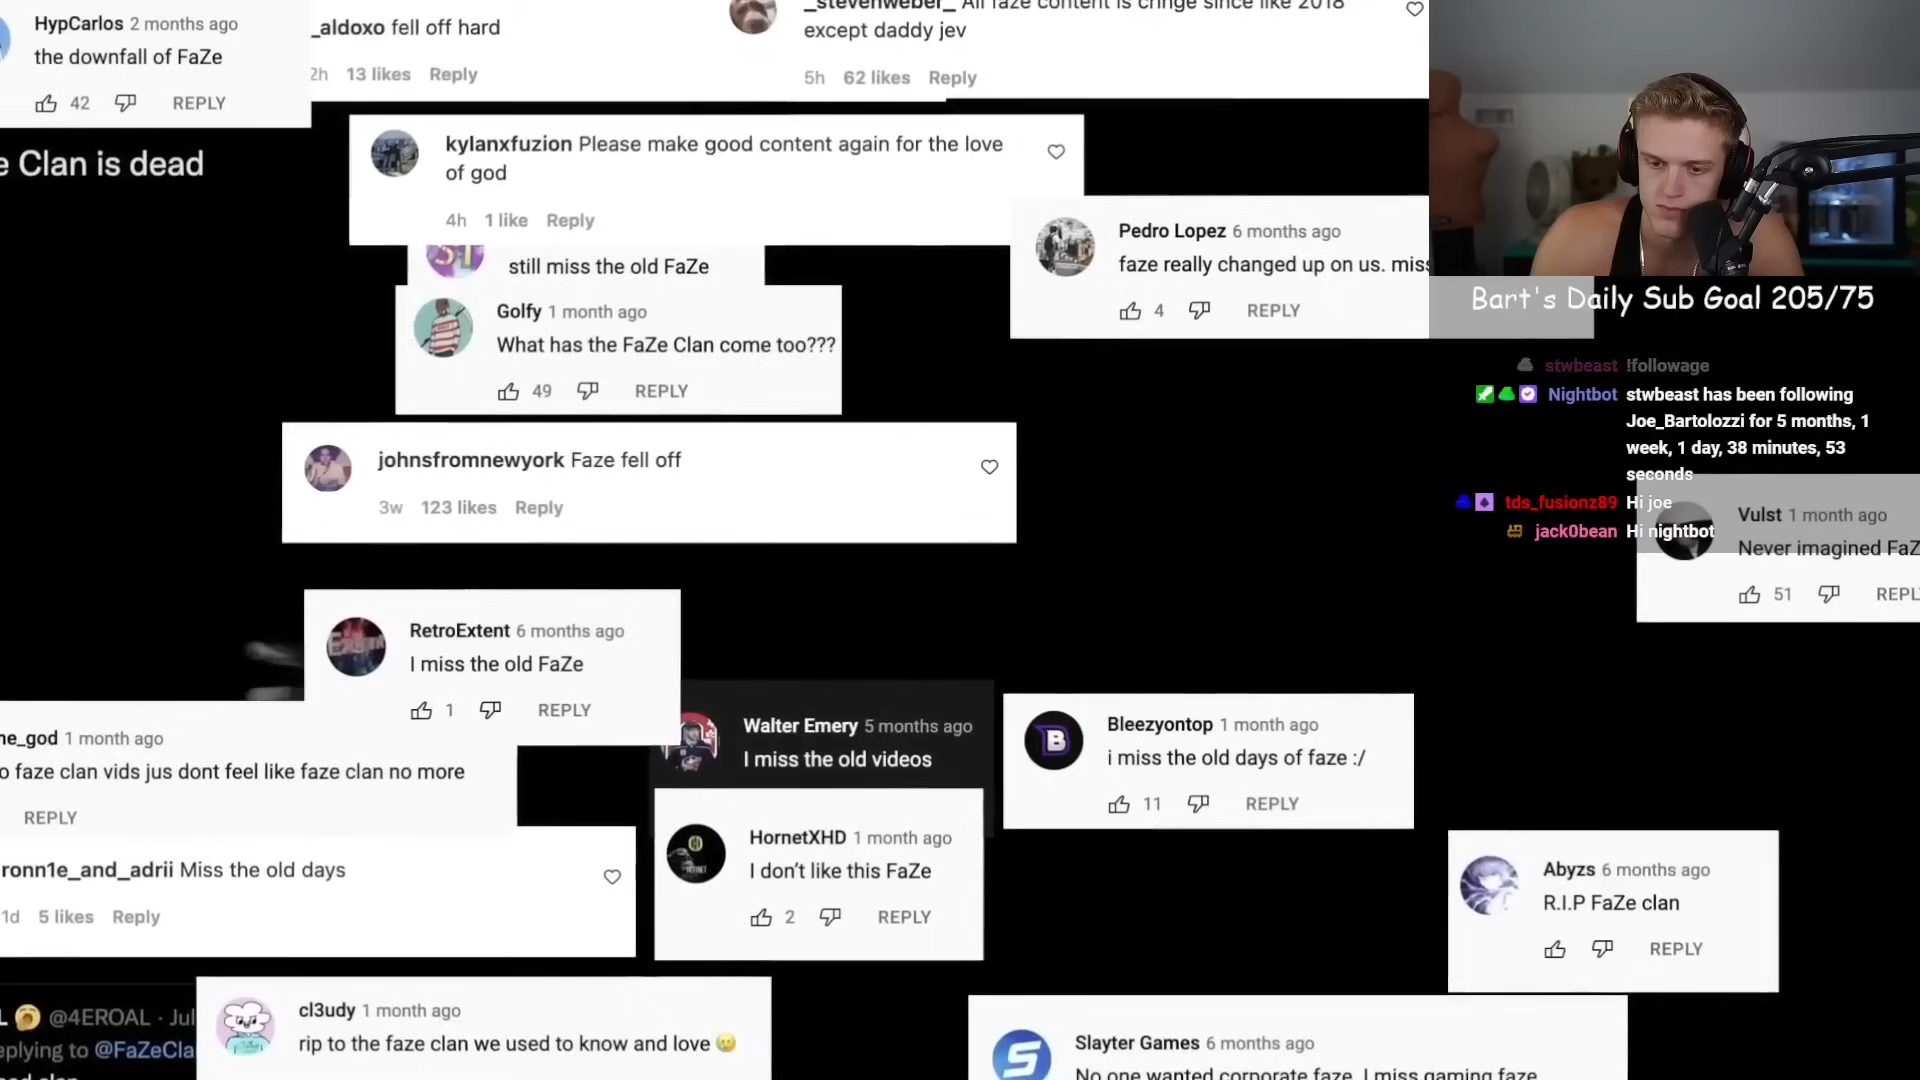 HypCarlos 2 months ago
the downfall of FaZe
42 REPLY
_aldoxo fell off hard
2h 13 likes Reply
_stevenweber_ All faze content is cringe since like 2018
except daddy jev
5h 62 likes Reply
e Clan is dead
kylanxfuzion Please make good content again for the love
of god
4h 1 like Reply
still miss the old FaZe
Golfy 1 month ago
What has the FaZe Clan come too???
49 REPLY
Pedro Lopez 6 months ago
faze really changed up on us. miss
4 REPLY
Bart's Daily Sub Goal 205/75
stwbeast !followage
Nightbot stwbeast has been following
Joe_Bartolozzi for 5 months, 1
week, 1 day, 38 minutes, 53
seconds
tds_fusionz89 Hi joe
jack0bean Hi nightbot
johnsfromnewyork Faze fell off
3w 123 likes Reply
Vulst 1 month ago
Never imagined FaZ
51 REPL
RetroExtent 6 months ago
I miss the old FaZe
1 REPLY
ne_god 1 month ago
o faze clan vids jus dont feel like faze clan no more
REPLY
Walter Emery 5 months ago
I miss the old videos
Bleezyontop 1 month ago
i miss the old days of faze :/
11 REPLY
ronn1e_and_adrii Miss the old days
1d 5 likes Reply
HornetXHD 1 month ago
I don't like this FaZe
2 REPLY
Abyzs 6 months ago
R.I.P FaZe clan
REPLY
L 🥱 @4EROAL · Jul
eplying to @FaZeCla
cl3udy 1 month ago
rip to the faze clan we used to know and love 🥲
Slayter Games 6 months ago
No one wanted corporate faze. I miss gaming faze